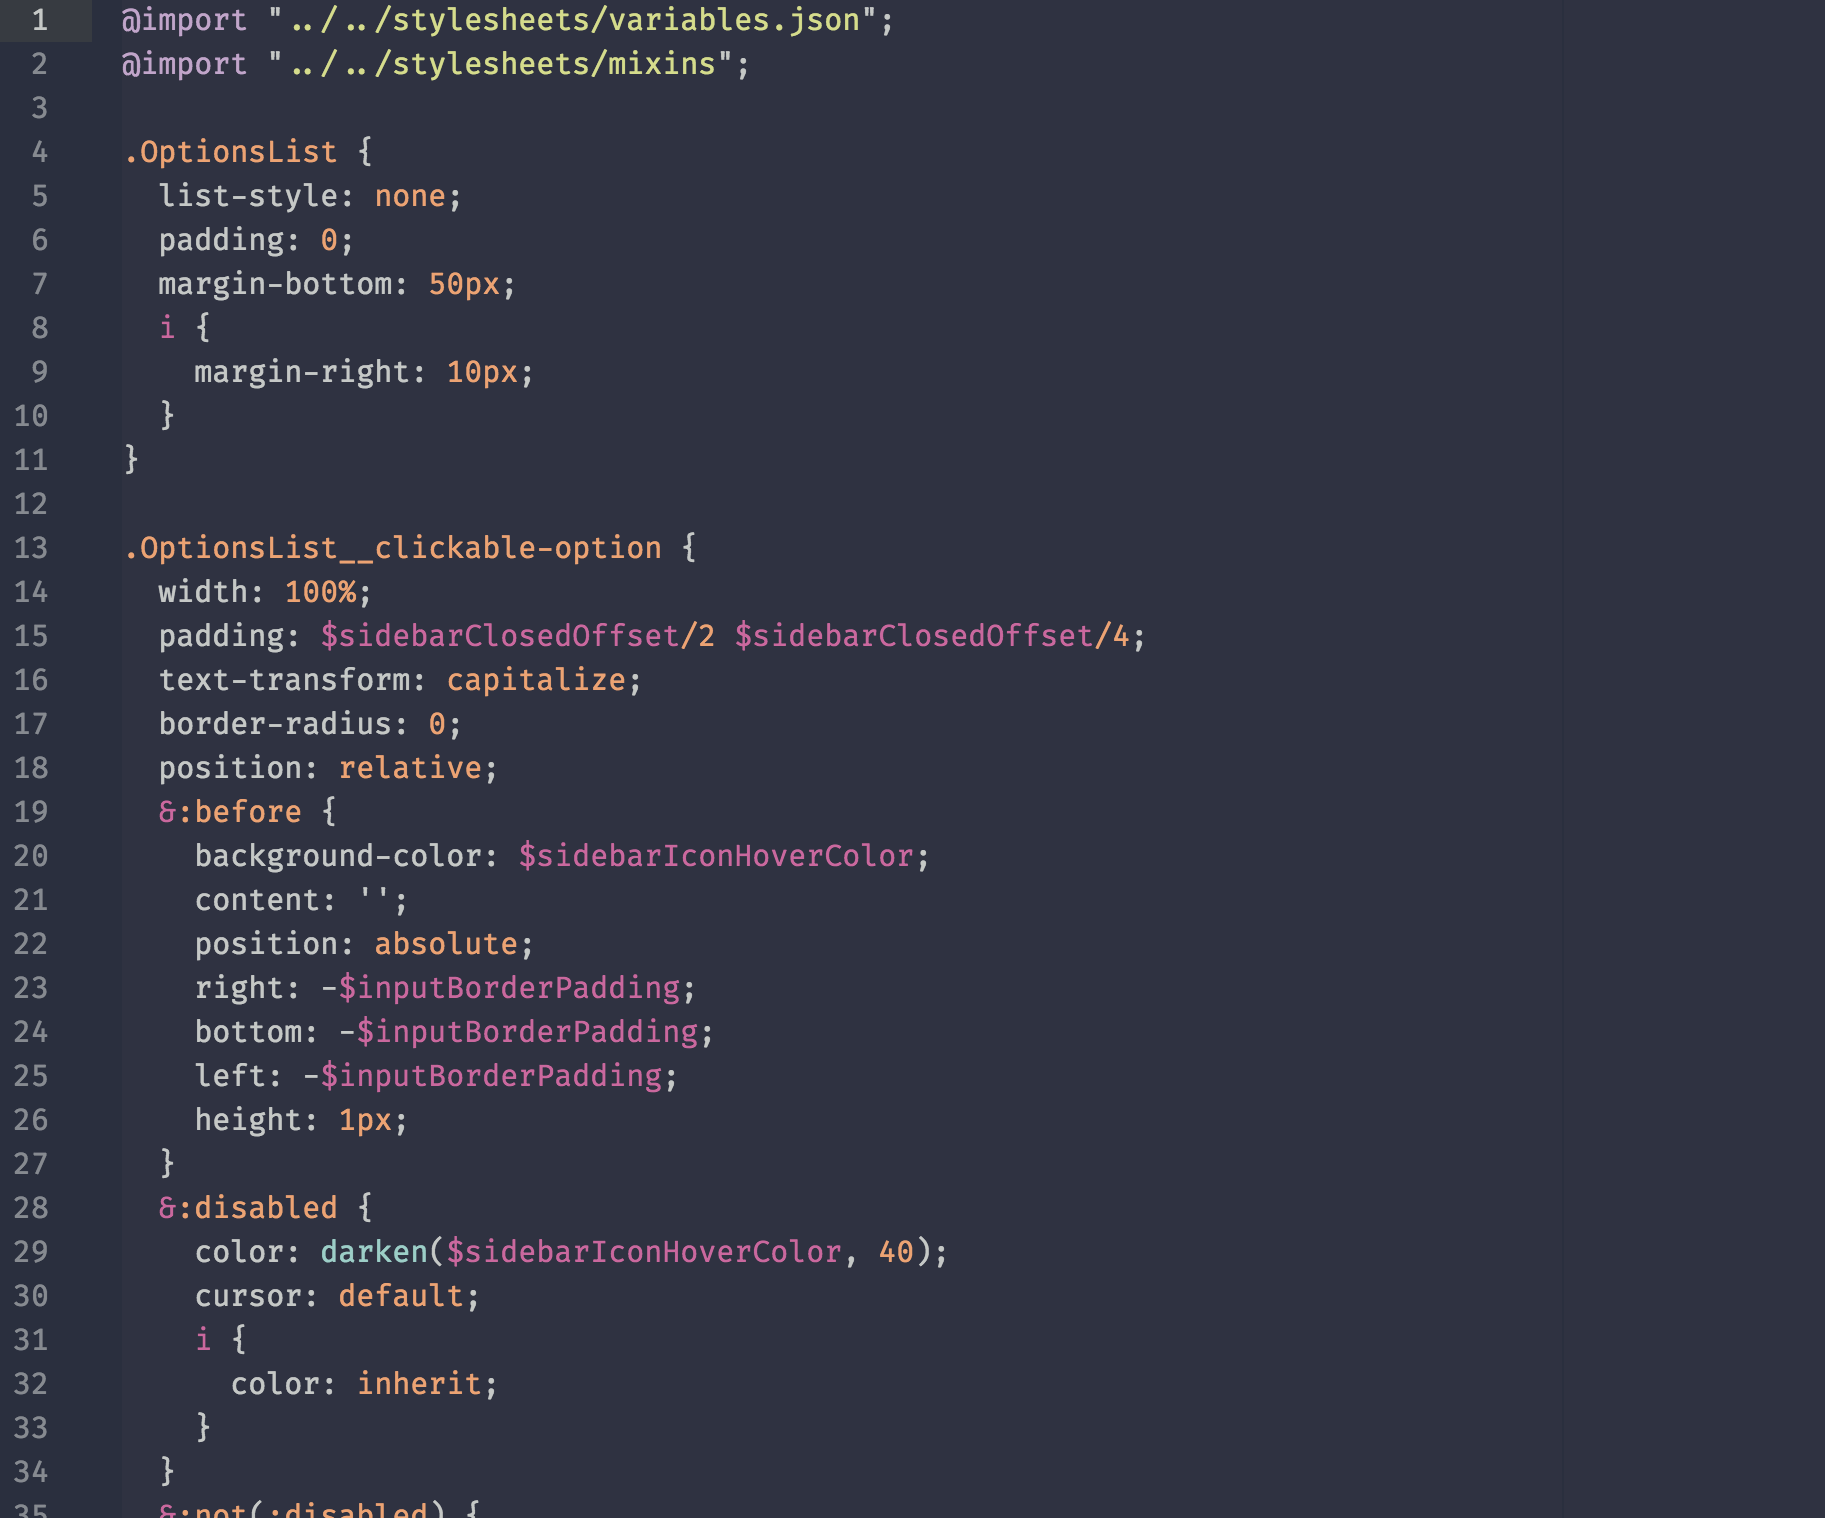 1 @import "../../stylesheets/variables.json";
2 @import "../../stylesheets/mixins";
3
4 .OptionsList {
5   list-style: none;
6   padding: 0;
7   margin-bottom: 50px;
8   i {
9     margin-right: 10px;
10   }
11 }
12
13 .OptionsList__clickable-option {
14   width: 100%;
15   padding: $sidebarClosedOffset/2 $sidebarClosedOffset/4;
16   text-transform: capitalize;
17   border-radius: 0;
18   position: relative;
19   &:before {
20     background-color: $sidebarIconHoverColor;
21     content: '';
22     position: absolute;
23     right: -$inputBorderPadding;
24     bottom: -$inputBorderPadding;
25     left: -$inputBorderPadding;
26     height: 1px;
27   }
28   &:disabled {
29     color: darken($sidebarIconHoverColor, 40);
30     cursor: default;
31     i {
32       color: inherit;
33     }
34   }
35   &:not(:disabled) {